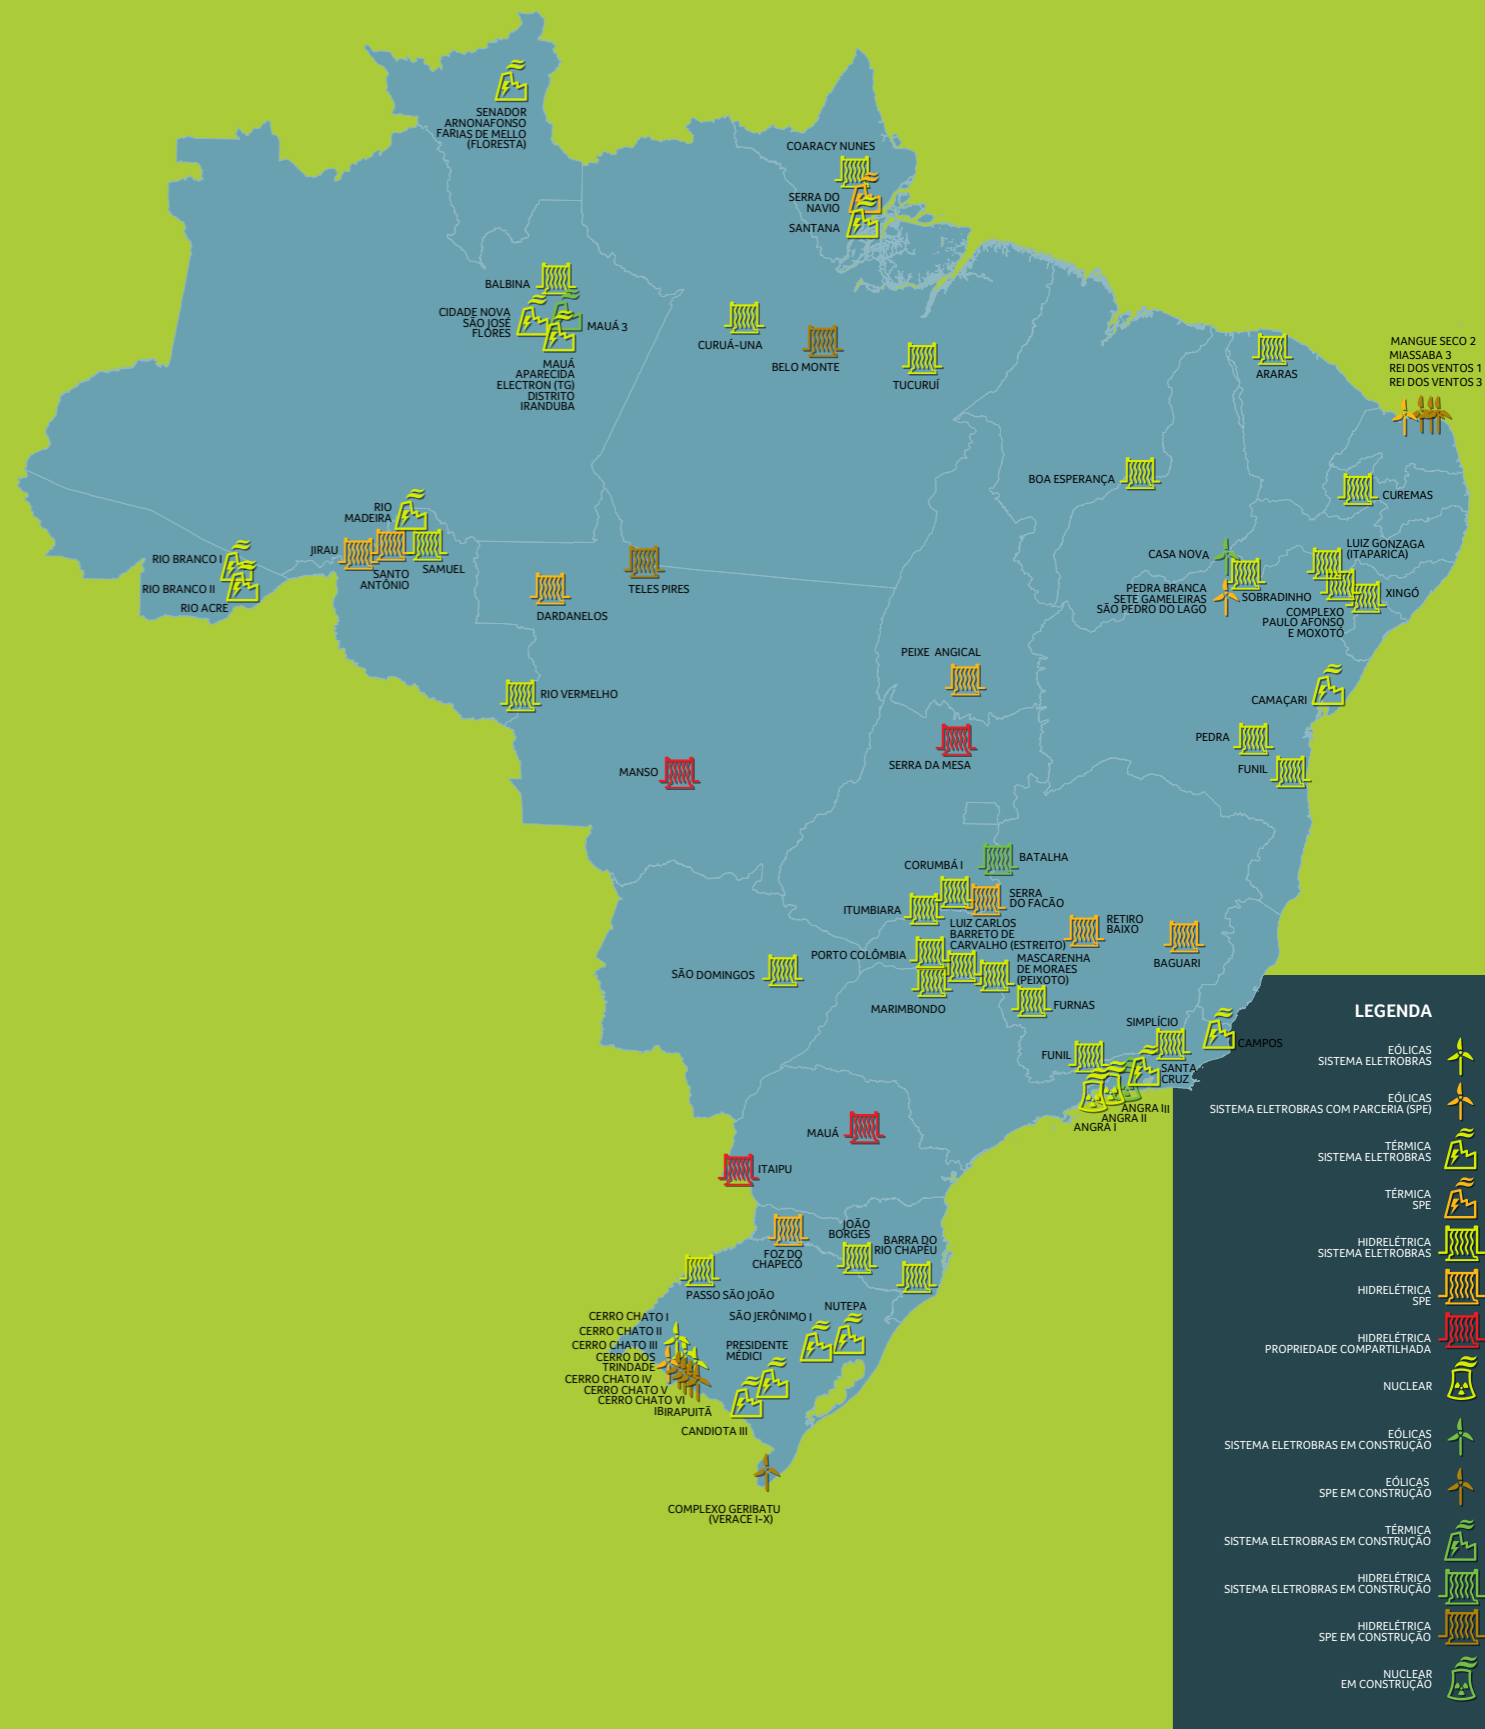 SENADOR
ARNONAFONSO
FARIAS DE MELLO
(FLORESTA)
COARACY NUNES
SERRA DO
NAVIO
SANTANA
BALBINA
CIDADE NOVA
SÃO JOSÉ
FLORES
MAUÁ 3
MAUÁ
APARECIDA
ELECTRON (TG)
DISTRITO
IRANDUBA
CURUÁ-UNA
BELO MONTE
TUCURUÍ
ARARAS
MANGUE SECO 2
MIASSABA 3
REI DOS VENTOS 1
REI DOS VENTOS 3
BOA ESPERANÇA
CUREMAS
RIO
MADEIRA
JIRAU
SANTO
ANTÔNIO
SAMUEL
RIO BRANCO I
RIO BRANCO II
RIO ACRE
DARDANELOS
TELES PIRES
CASA NOVA
PEDRA BRANCA
SETE GAMELEIRAS
SÃO PEDRO DO LAGO
SOBRADINHO
LUIZ GONZAGA
(ITAPARICA)
XINGÓ
COMPLEXO
PAULO AFONSO
E MOXOTÓ
PEIXE ANGICAL
RIO VERMELHO
CAMAÇARI
SERRA DA MESA
MANSO
PEDRA
FUNIL
BATALHA
CORUMBÁ I
SERRA
DO FACÃO
ITUMBIARA
LUIZ CARLOS
BARRETO DE
CARVALHO (ESTREITO)
RETIRO
BAIXO
BAGUARI
PORTO COLÔMBIA
MASCARENHA
DE MORAES
(PEIXOTO)
SÃO DOMINGOS
MARIMBONDO
FURNAS
SIMPLÍCIO
CAMPOS
FUNIL
SANTA
CRUZ
ANGRA III
ANGRA II
ANGRA I
MAUÁ
ITAIPU
FOZ DO
CHAPECÓ
JOÃO
BORGES
BARRA DO
RIO CHAPÉU
PASSO SÃO JOÃO
NUTEPA
SÃO JERÔNIMO I
PRESIDENTE
MÉDICI
CERRO CHATO I
CERRO CHATO II
CERRO CHATO III
CERRO DOS
TRINDADE
CERRO CHATO IV
CERRO CHATO V
CERRO CHATO VI
IBIRAPUITÃ
CANDIOTA III
COMPLEXO GERIBATU
(VERACE I-X)
LEGENDA
EÓLICAS
SISTEMA ELETROBRAS
EÓLICAS
SISTEMA ELETROBRAS COM PARCERIA (SPE)
TÉRMICA
SISTEMA ELETROBRAS
TÉRMICA
SPE
HIDRELÉTRICA
SISTEMA ELETROBRAS
HIDRELÉTRICA
SPE
HIDRELÉTRICA
PROPRIEDADE COMPARTILHADA
NUCLEAR
EÓLICAS
SISTEMA ELETROBRAS EM CONSTRUÇÃO
EÓLICAS
SPE EM CONSTRUÇÃO
TÉRMICA
SISTEMA ELETROBRAS EM CONSTRUÇÃO
HIDRELÉTRICA
SISTEMA ELETROBRAS EM CONSTRUÇÃO
HIDRELÉTRICA
SPE EM CONSTRUÇÃO
NUCLEAR
EM CONSTRUÇÃO